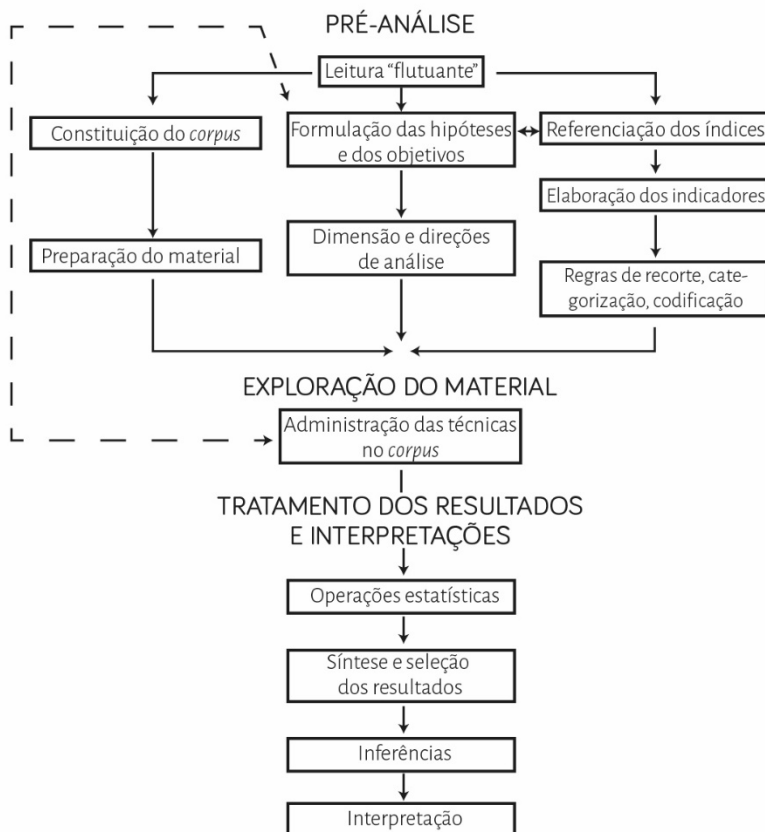 PRÉ-ANÁLISE
Leitura “flutuante”
Constituição do corpus
Formulação das hipóteses
e dos objetivos
Referenciação dos índices
Elaboração dos indicadores
Preparação do material
Dimensão e direções
de análise
Regras de recorte, cate-
gorização, codificação
EXPLORAÇÃO DO MATERIAL
Administração das técnicas
no corpus
TRATAMENTO DOS RESULTADOS
E INTERPRETAÇÕES
Operações estatísticas
Síntese e seleção
dos resultados
Inferências
Interpretação